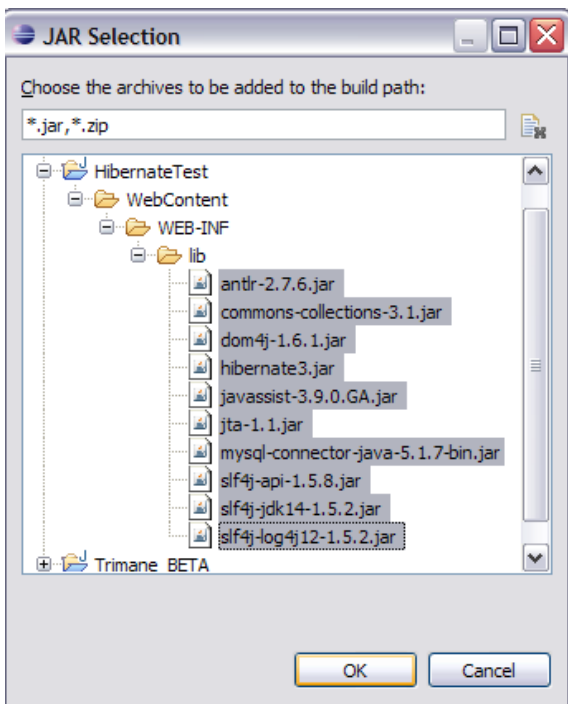 JAR Selection
Choose the archives to be added to the build path:
*.jar,*.zip
HibernateTest
WebContent
WEB-INF
lib
antlr-2.7.6.jar
commons-collections-3.1.jar
dom4j-1.6.1.jar
hibernate3.jar
javassist-3.9.0.GA.jar
jta-1.1.jar
mysql-connector-java-5.1.7-bin.jar
slf4j-api-1.5.8.jar
slf4j-jdk14-1.5.2.jar
slf4j-log4j12-1.5.2.jar
Trimane_BETA
OK Cancel